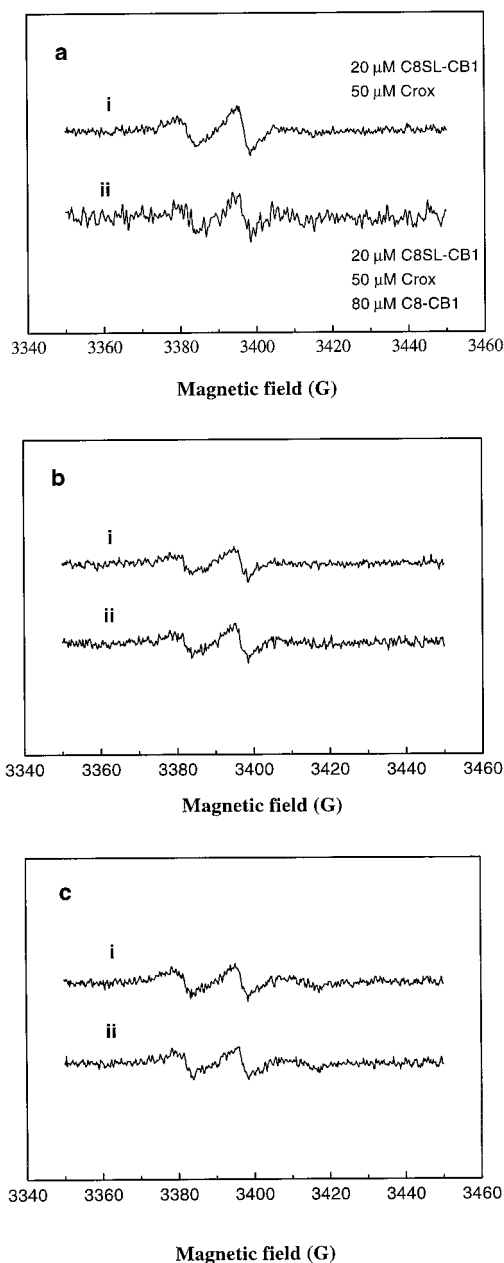 a
20 µM C8SL-CB1
50 µM Crox
i
ii
20 µM C8SL-CB1
50 µM Crox
80 µM C8-CB1
3340 3360 3380 3400 3420 3440 3460
Magnetic field (G)
b
i
ii
3340 3360 3380 3400 3420 3440 3460
Magnetic field (G)
c
i
ii
3340 3360 3380 3400 3420 3440 3460
Magnetic field (G)